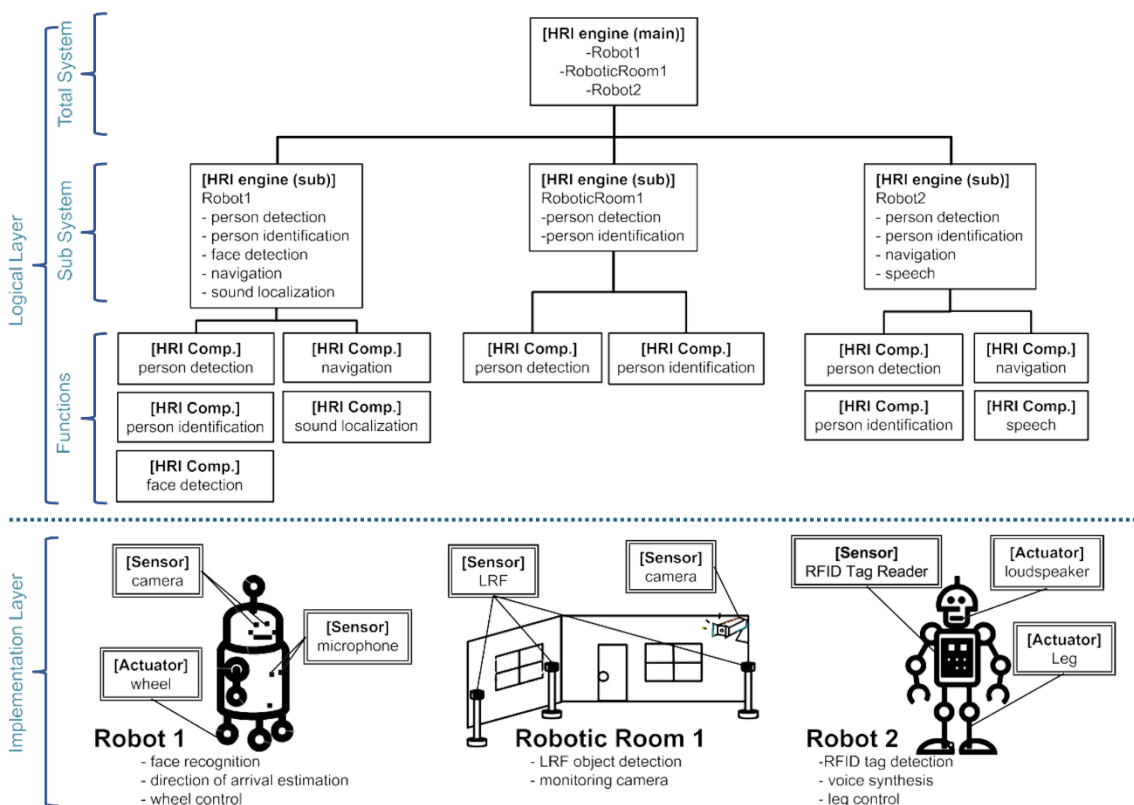 Logical Layer
Total System
Sub System
Functions
[HRI engine (main)]
-Robot1
-RoboticRoom1
-Robot2
[HRI engine (sub)]
Robot1
- person detection
- person identification
- face detection
- navigation
- sound localization
[HRI engine (sub)]
RoboticRoom1
-person detection
-person identification
[HRI engine (sub)]
Robot2
- person detection
- person identification
- navigation
- speech
[HRI Comp.]
person detection
[HRI Comp.]
navigation
[HRI Comp.]
person identification
[HRI Comp.]
sound localization
[HRI Comp.]
face detection
[HRI Comp.]
person detection
[HRI Comp.]
person identification
[HRI Comp.]
person detection
[HRI Comp.]
navigation
[HRI Comp.]
person identification
[HRI Comp.]
speech
Implementation Layer
[Sensor]
camera
[Sensor]
microphone
[Actuator]
wheel
Robot 1
- face recognition
- direction of arrival estimation
- wheel control
[Sensor]
LRF
[Sensor]
camera
Robotic Room 1
- LRF object detection
- monitoring camera
[Sensor]
RFID Tag Reader
[Actuator]
loudspeaker
[Actuator]
Leg
Robot 2
-RFID tag detection
- voice synthesis
- leg control